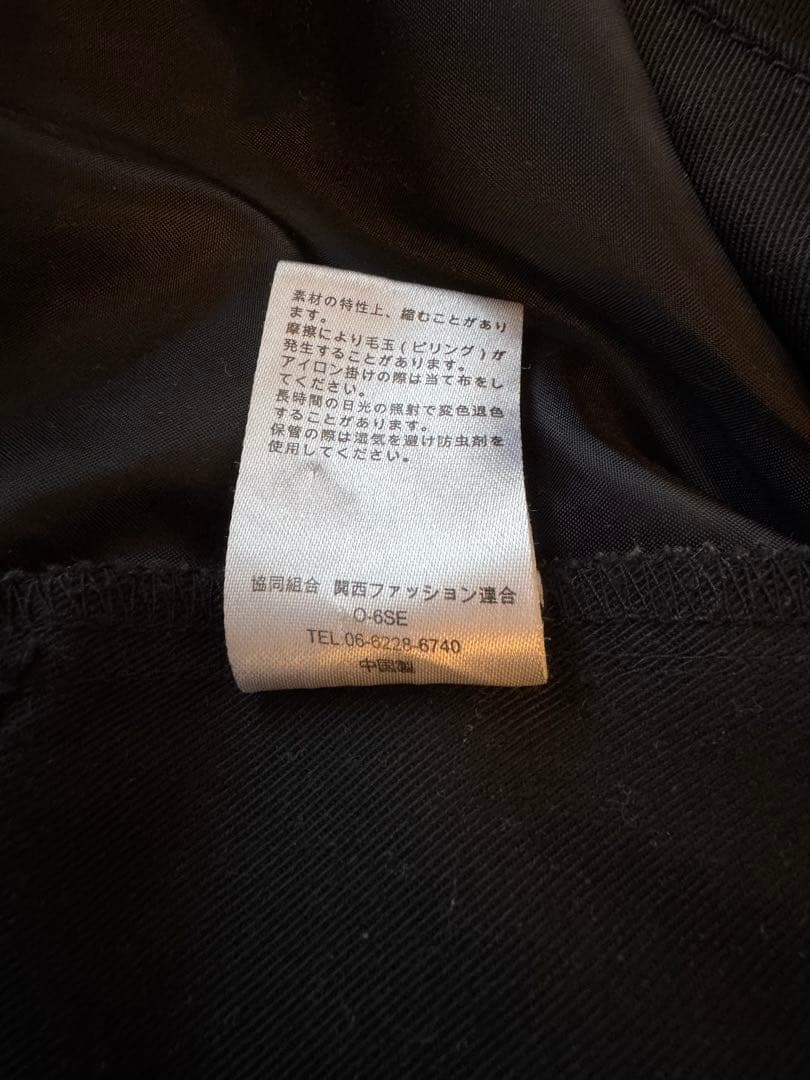 素材の特性上、縮むことがあり
ます。
摩擦により毛玉(ピリング)が
発生することがあります。
アイロン掛けの際は当て布をし
てください。
長時間の日光の照射で変色退色
することがあります。
保管の際は湿気を避け防虫剤を
使用してください。
協同組合 関西ファッション連合
O-6SE
TEL.06-6228-6740
中国製